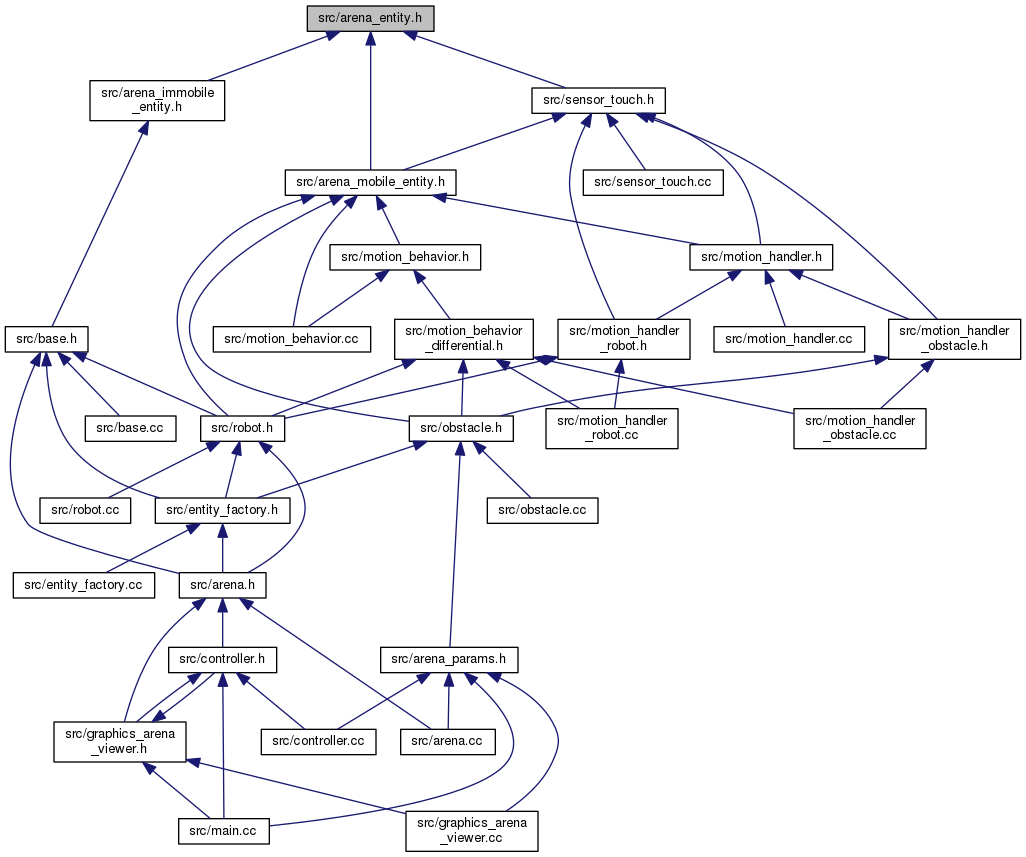 src/arena_entity.h
src/arena_immobile
_entity.h
src/sensor_touch.h
src/arena_mobile_entity.h
src/sensor_touch.cc
src/motion_behavior.h
src/motion_handler.h
src/base.h
src/motion_behavior.cc
src/motion_behavior
_differential.h
src/motion_handler
_robot.h
src/motion_handler.cc
src/motion_handler
_obstacle.h
src/base.cc
src/robot.h
src/obstacle.h
src/motion_handler
_robot.cc
src/motion_handler
_obstacle.cc
src/robot.cc
src/entity_factory.h
src/obstacle.cc
src/entity_factory.cc
src/arena.h
src/controller.h
src/arena_params.h
src/graphics_arena
_viewer.h
src/controller.cc
src/arena.cc
src/main.cc
src/graphics_arena
_viewer.cc